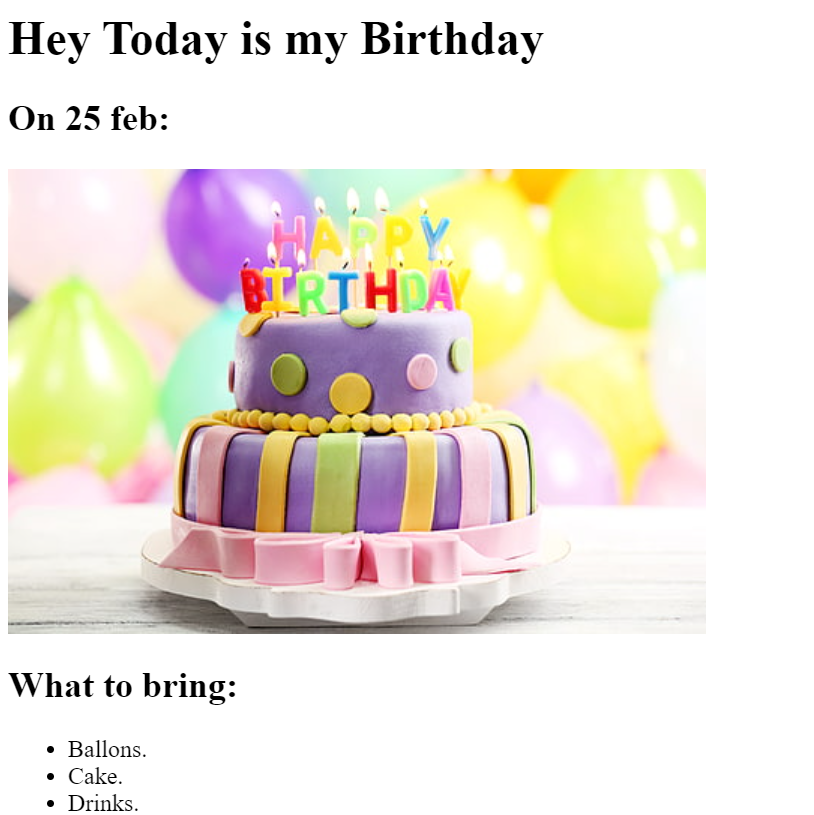 Hey Today is my Birthday
On 25 feb:
HAPPY
BIRTHDAY
What to bring:
Ballons.
Cake.
Drinks.